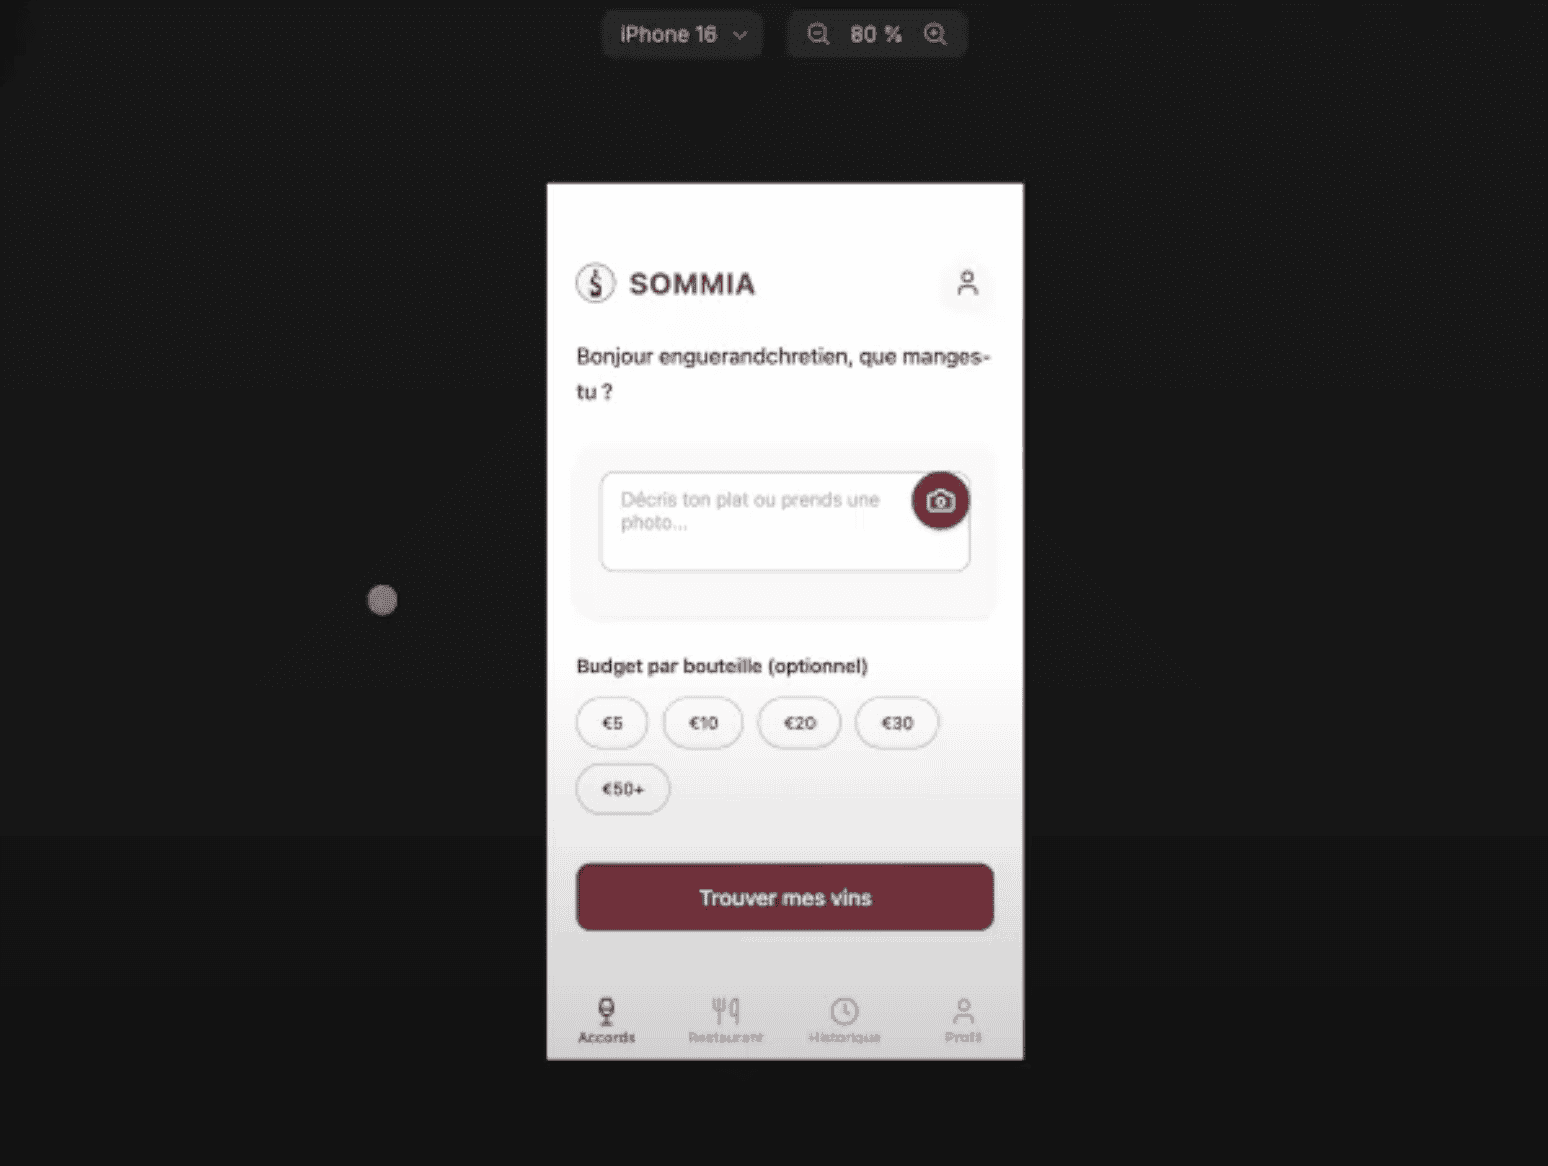 iPhone 16
80 %
SOMMIA
Bonjour enguerandchretien, que manges-
tu ?
Décris ton plat ou prends une
photo...
Budget par bouteille (optionnel)
€5
€10
€20
€30
€50+
Trouver mes vins
Accords
Restaurant
Historique
Profil